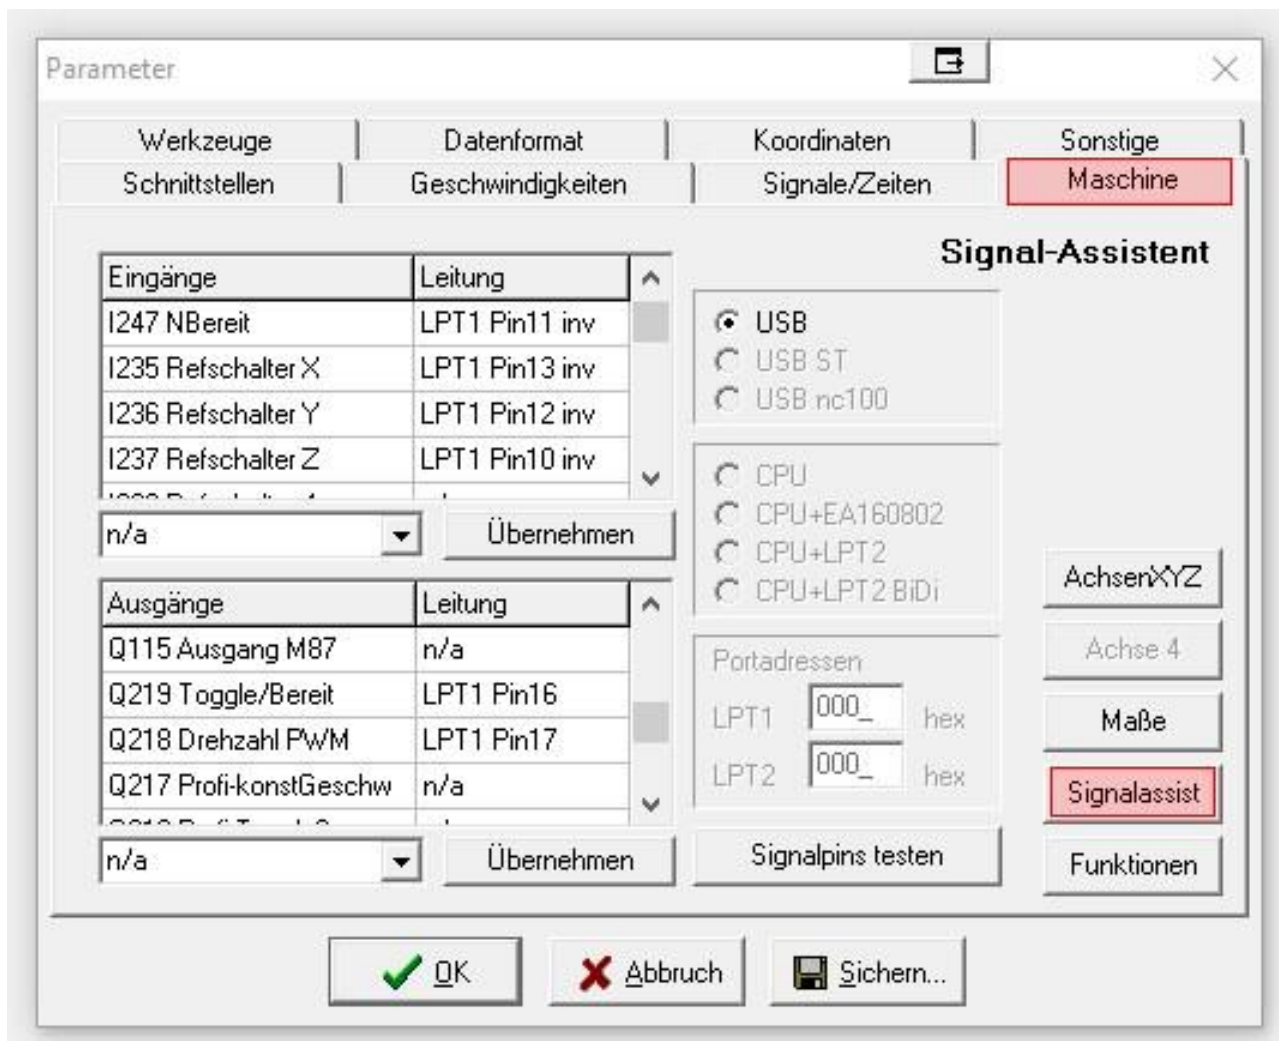 Parameter
Werkzeuge Datenformat Koordinaten Sonstige
Schnittstellen Geschwindigkeiten Signale/Zeiten Maschine
Signal-Assistent
Eingänge Leitung
I247 NBereit LPT1 Pin11 inv
I235 Refschalter X LPT1 Pin13 inv
I236 Refschalter Y LPT1 Pin12 inv
I237 Refschalter Z LPT1 Pin10 inv
n/a Übernehmen
Ausgänge Leitung
Q115 Ausgang M87 n/a
Q219 Toggle/Bereit LPT1 Pin16
Q218 Drehzahl PWM LPT1 Pin17
Q217 Profi-konstGeschw n/a
n/a Übernehmen
USB
USB ST
USB nc100
CPU
CPU+EA160802
CPU+LPT2
CPU+LPT2 BiDi
Portadressen
LPT1 000_ hex
LPT2 000_ hex
Signalpins testen
AchsenXYZ
Achse 4
Maße
Signalassist
Funktionen
OK Abbruch Sichern...